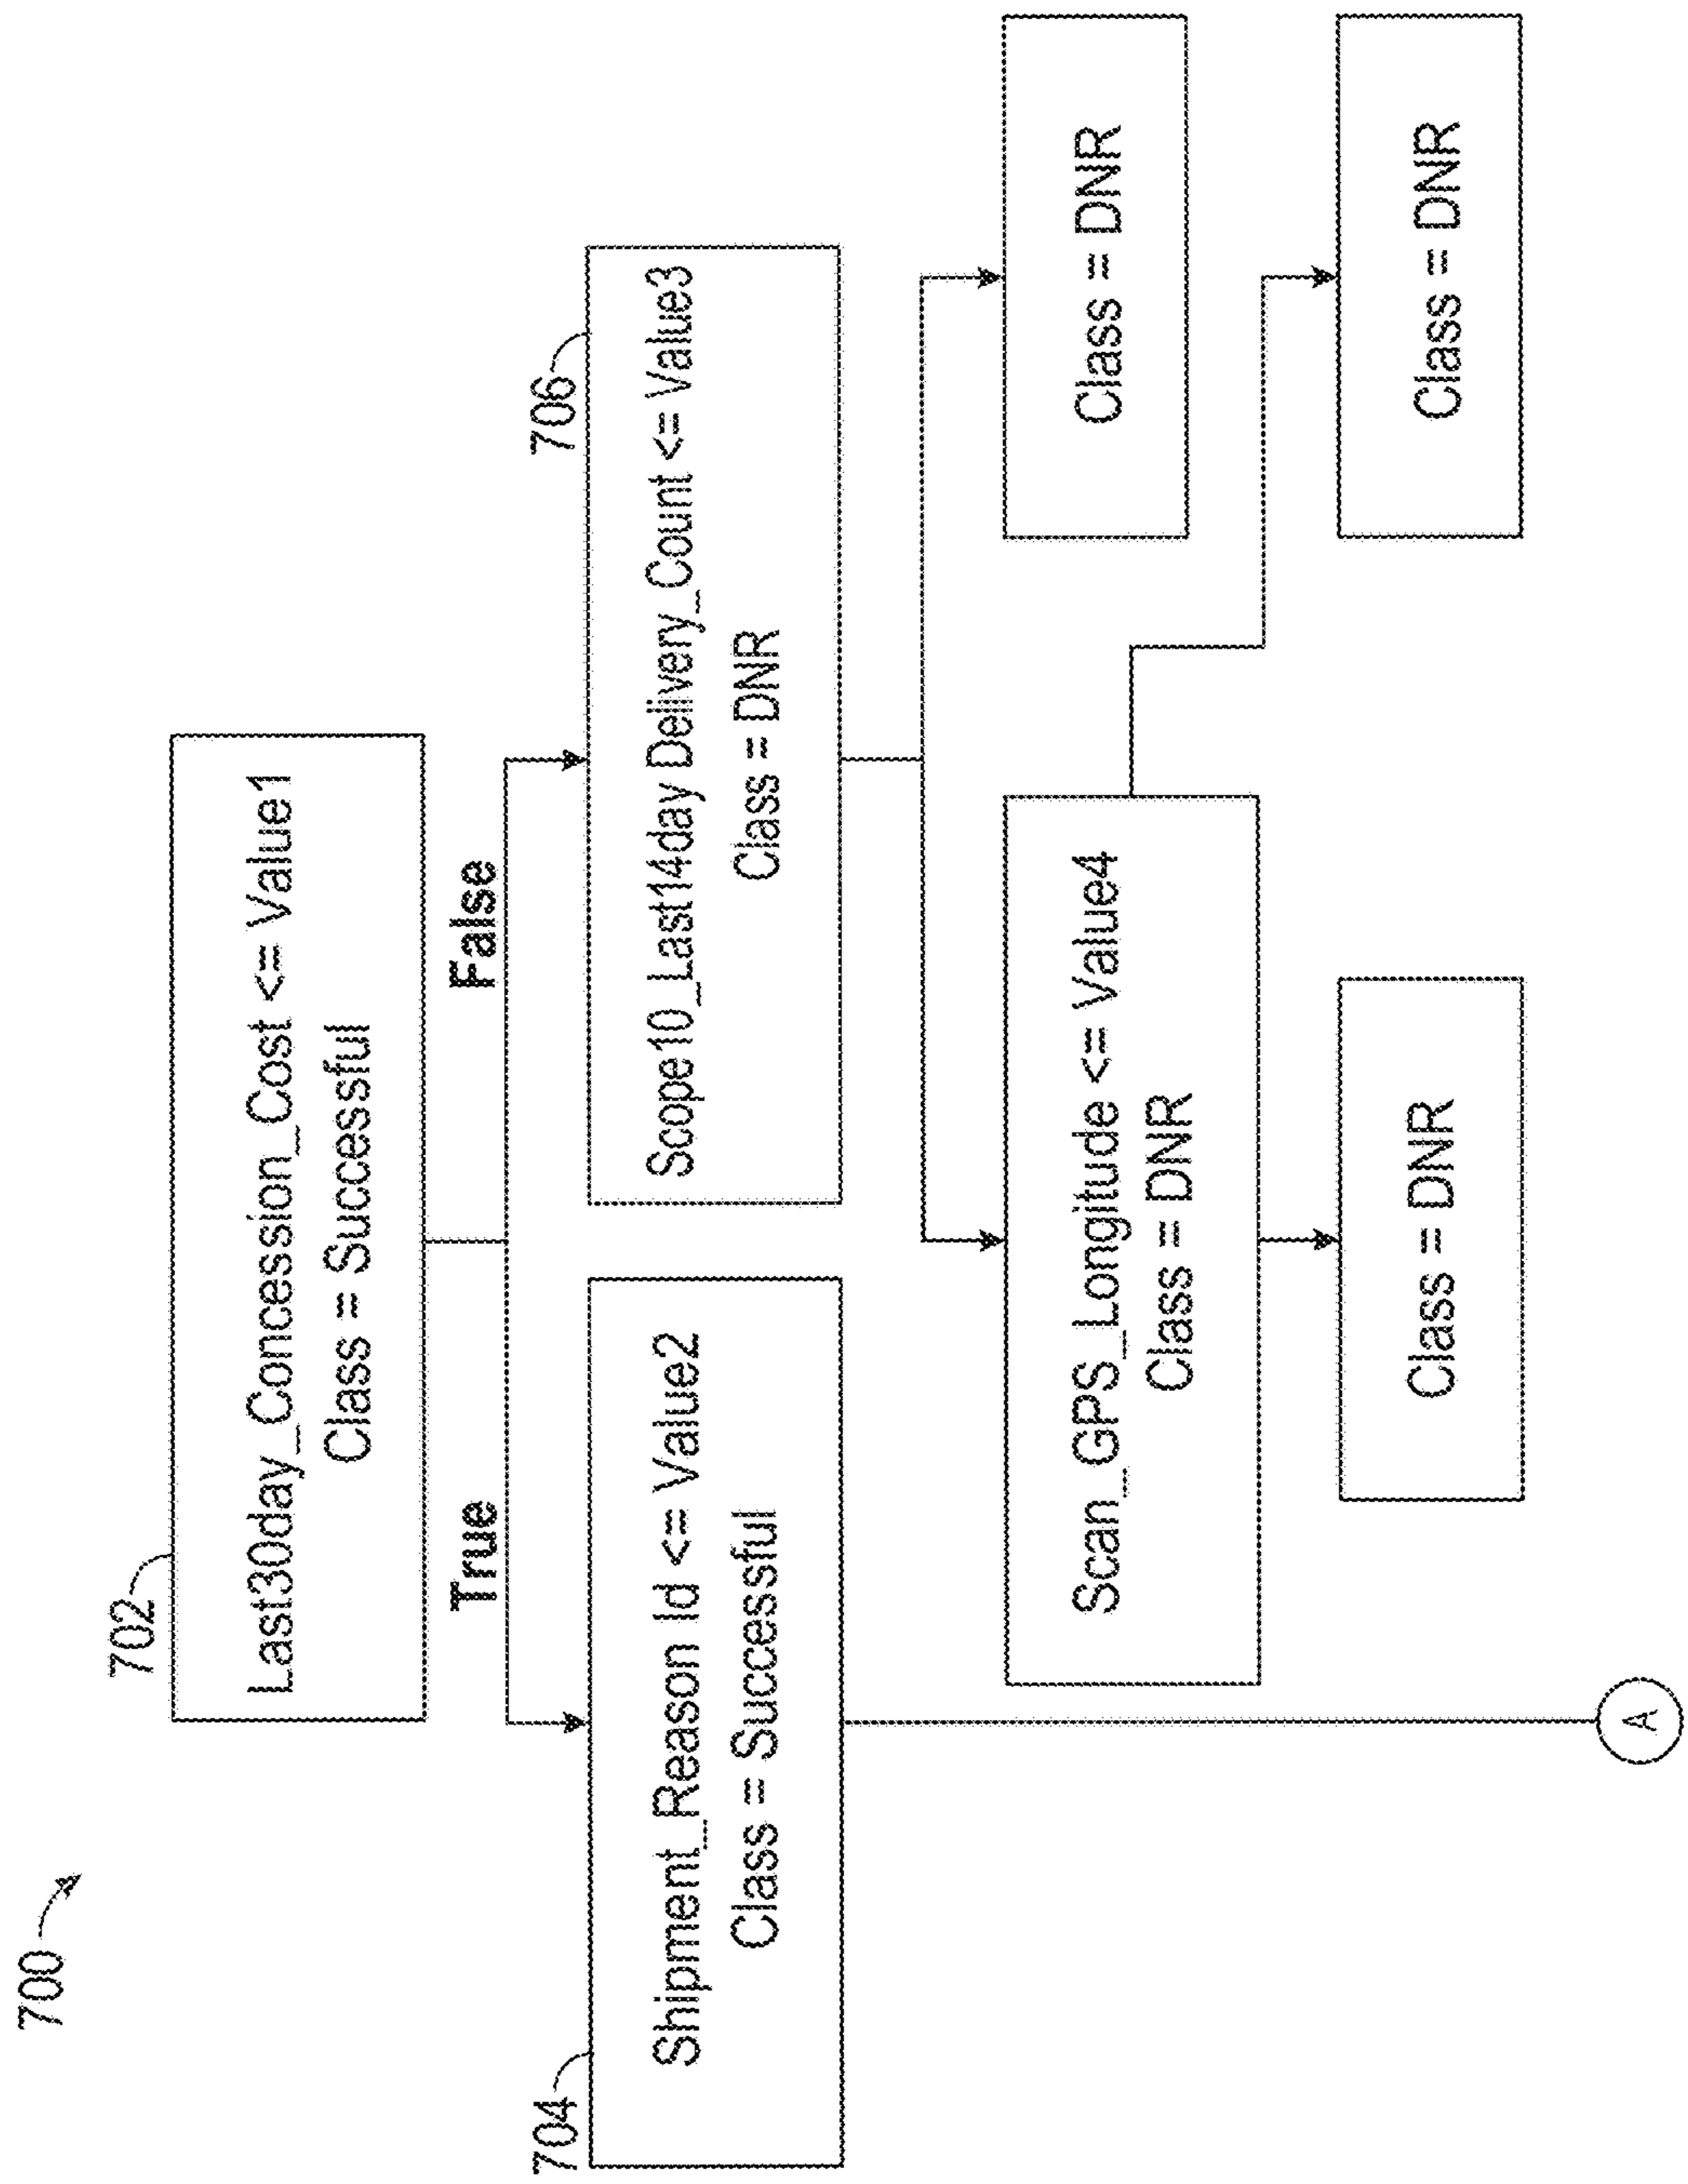 700
702
Last30day_Concession_Cost <= Value1
Class = Successful
True
False
704
Shipment_Reason Id <= Value2
Class = Successful
706
Scope10_Last14day Delivery_Count <= Value3
Class = DNR
Scan_GPS_Longitude <= Value4
Class = DNR
Class = DNR
Class = DNR
Class = DNR
A